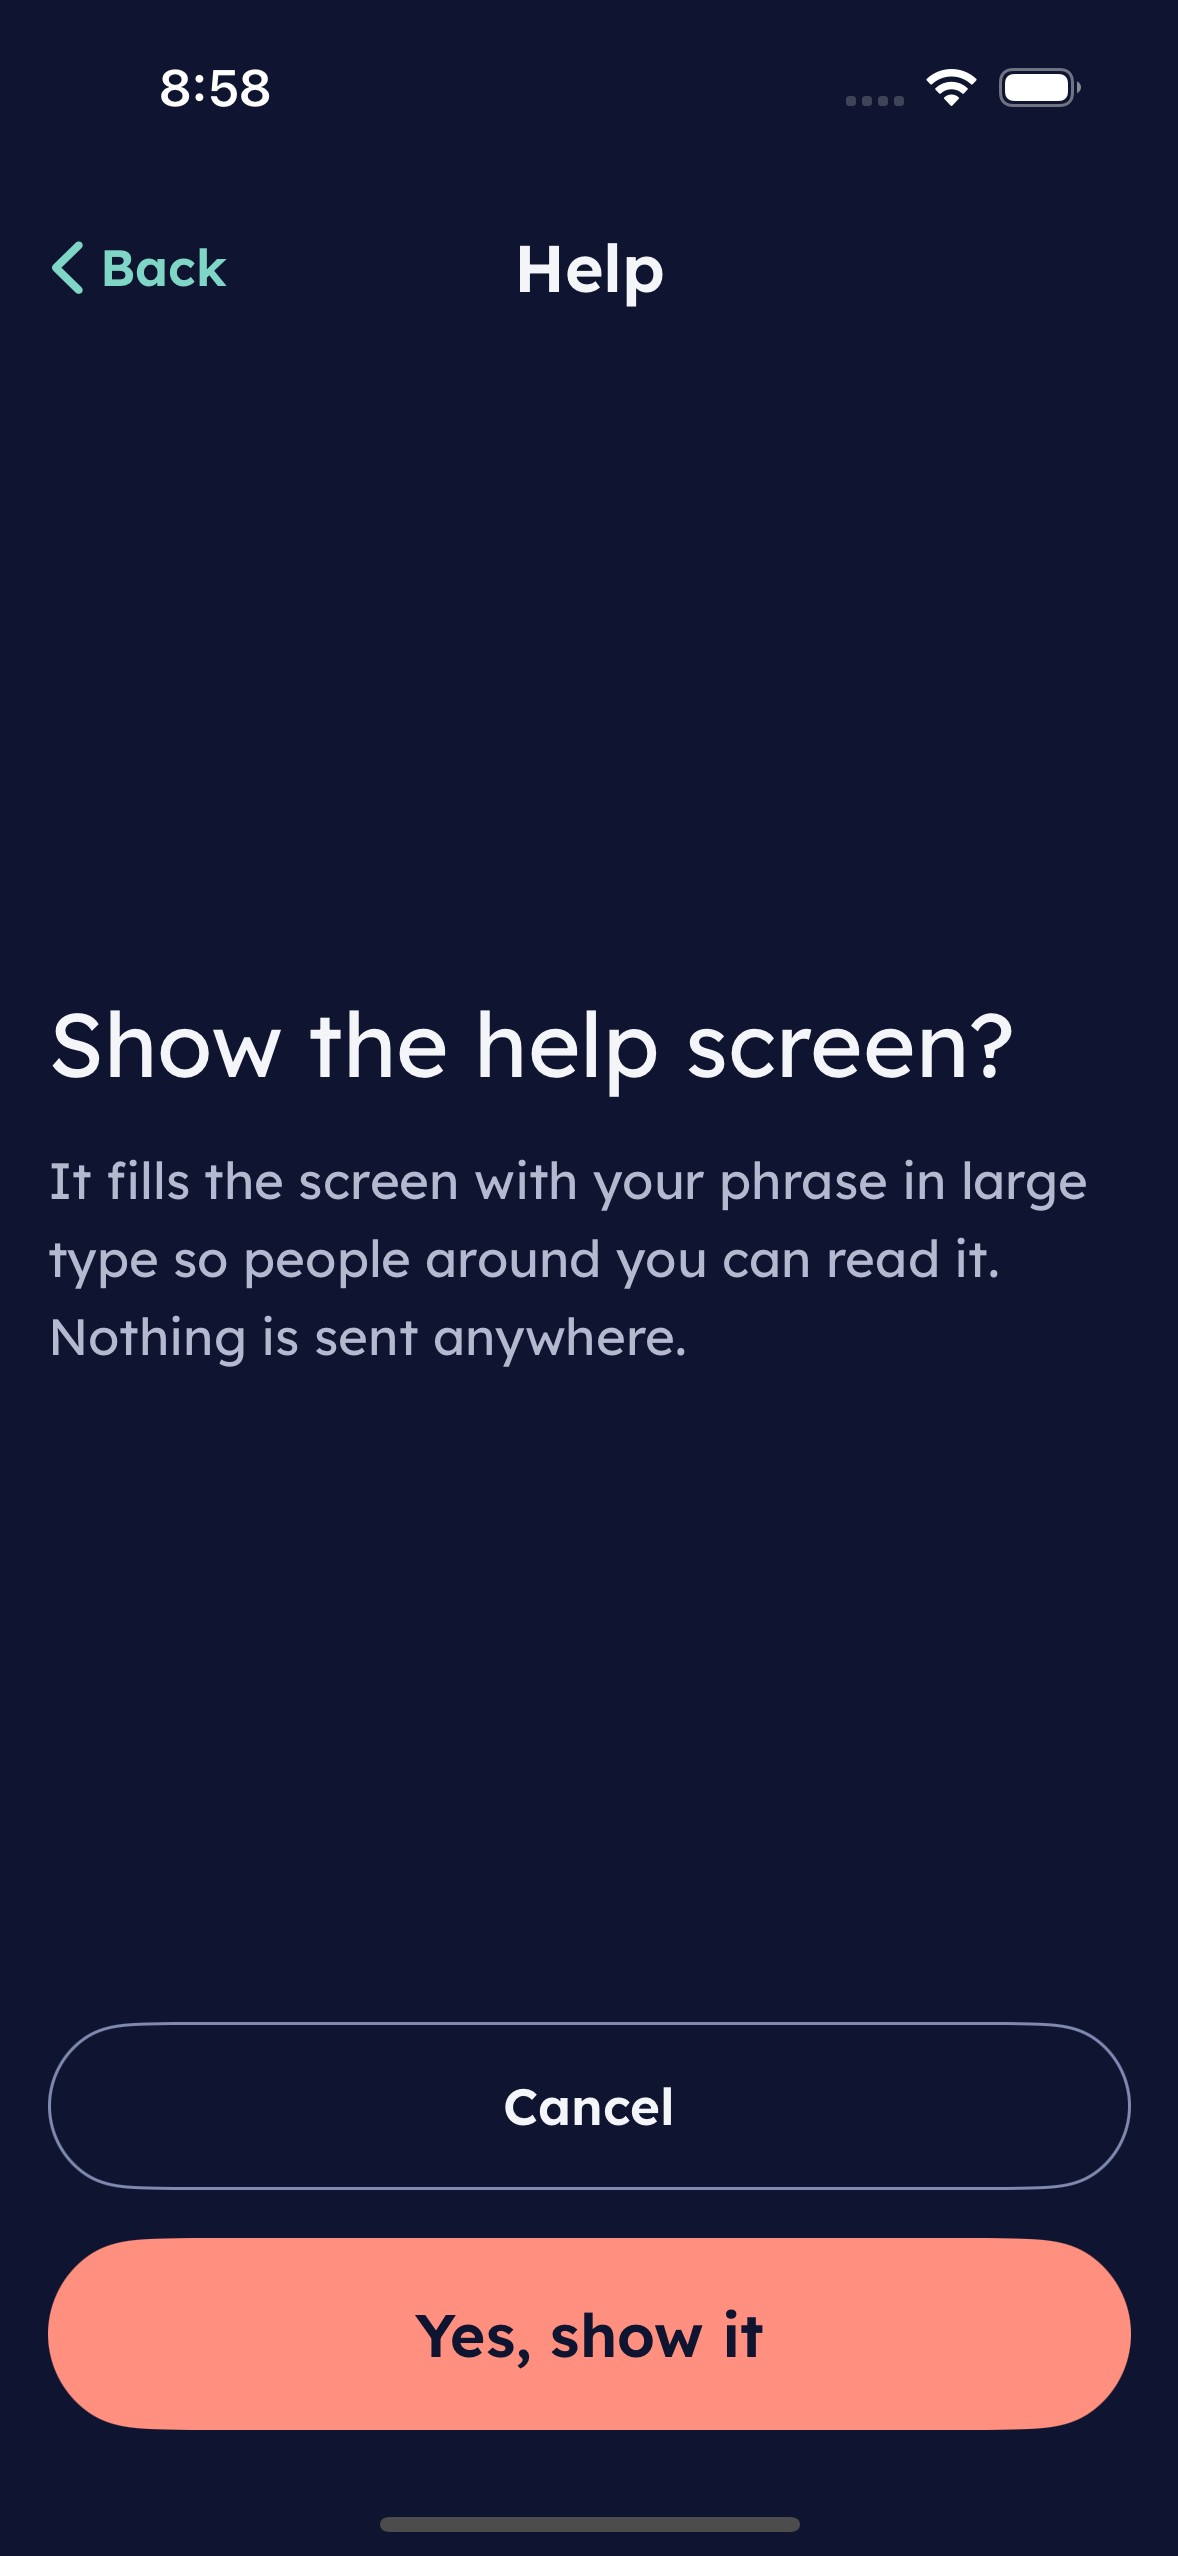 8:58
Back
Help
Show the help screen?
It fills the screen with your phrase in large
type so people around you can read it.
Nothing is sent anywhere.
Cancel
Yes, show it